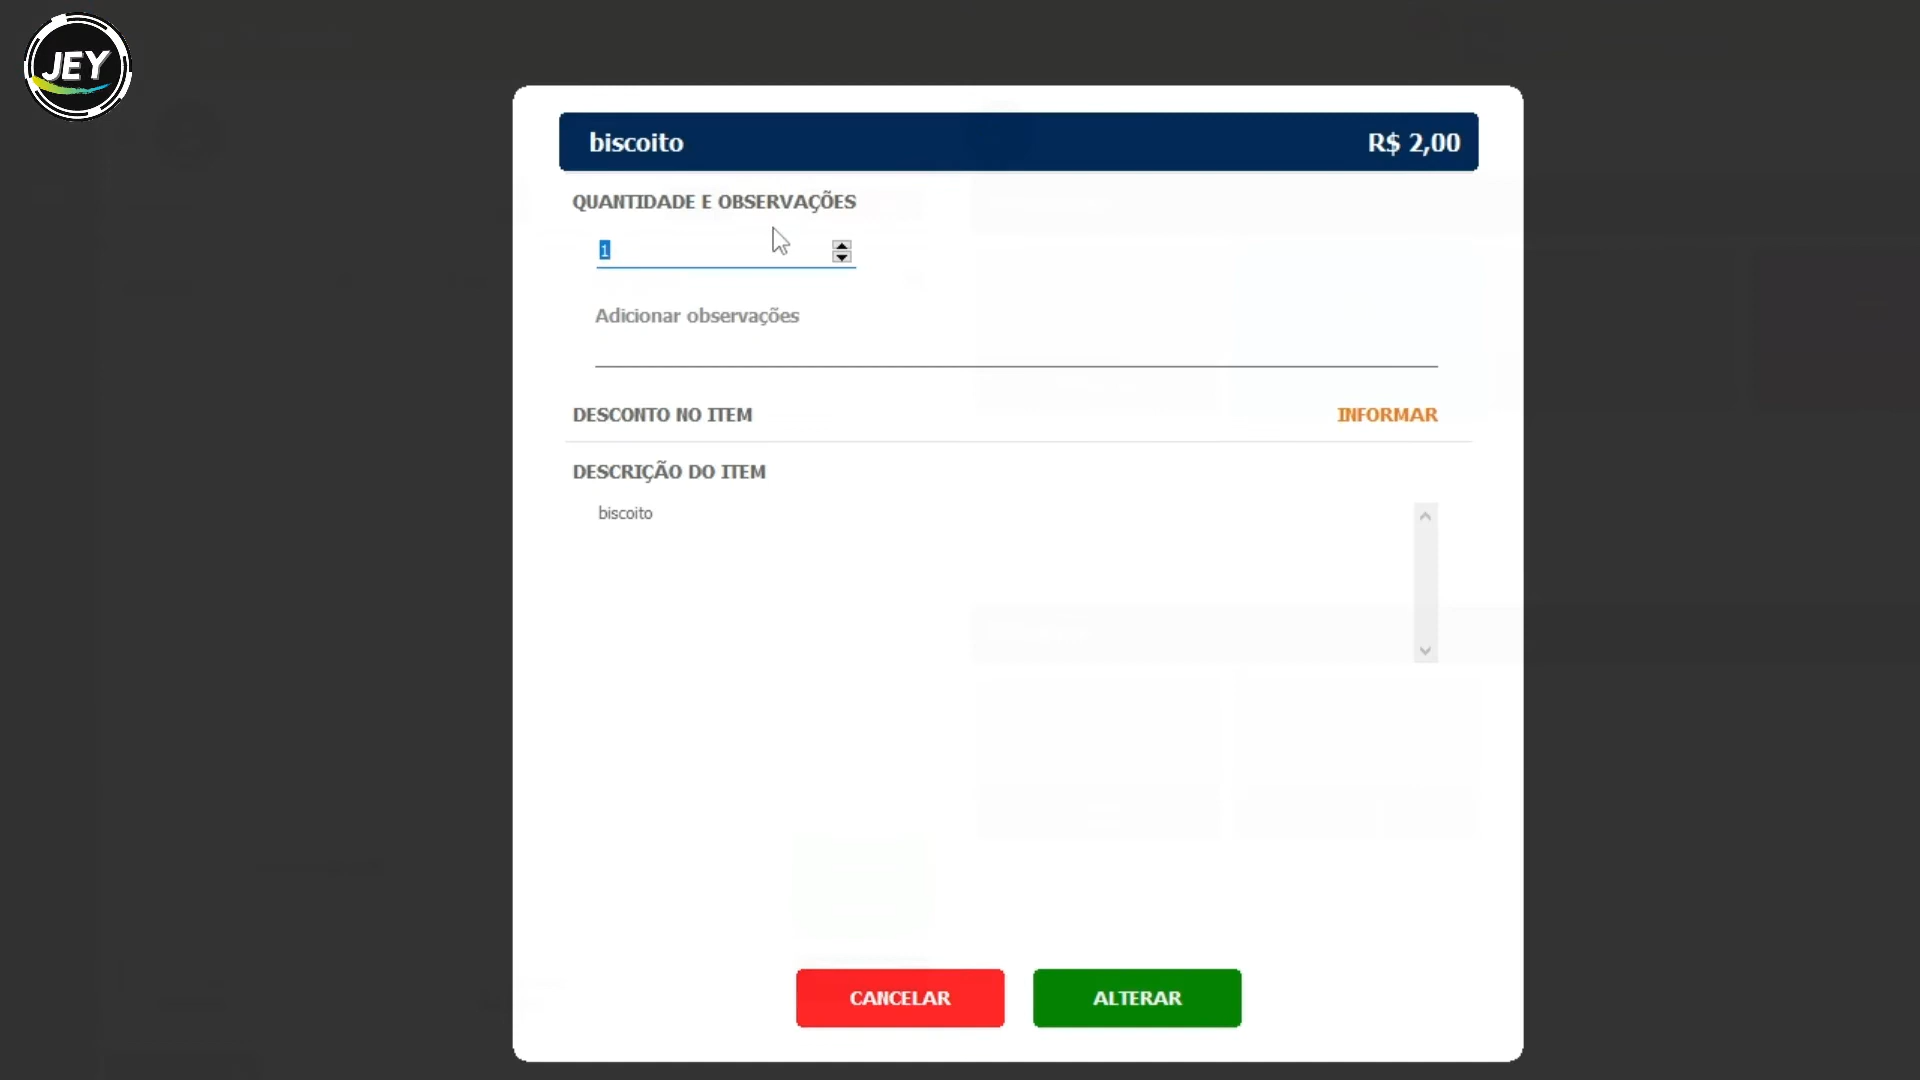 JEY
biscoito
R$ 2,00
QUANTIDADE E OBSERVAÇÕES
1
Adicionar observações
DESCONTO NO ITEM
INFORMAR
DESCRIÇÃO DO ITEM
biscoito
CANCELAR
ALTERAR